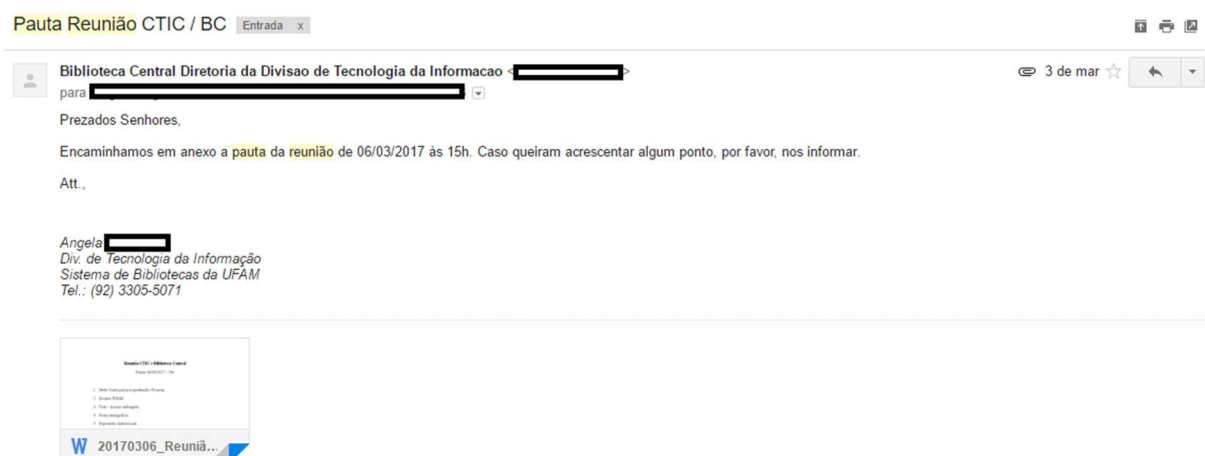 Pauta Reunião CTIC / BC Entrada x
Biblioteca Central Diretoria da Divisao de Tecnologia da Informacao < >
3 de mar
para
Prezados Senhores,
Encaminhamos em anexo a pauta da reunião de 06/03/2017 às 15h. Caso queiram acrescentar algum ponto, por favor, nos informar.
Att.,
Angela
Div. de Tecnologia da Informação
Sistema de Bibliotecas da UFAM
Tel.: (92) 3305-5071
Reunião CTIC e Biblioteca Central
W 20170306_Reuniã...